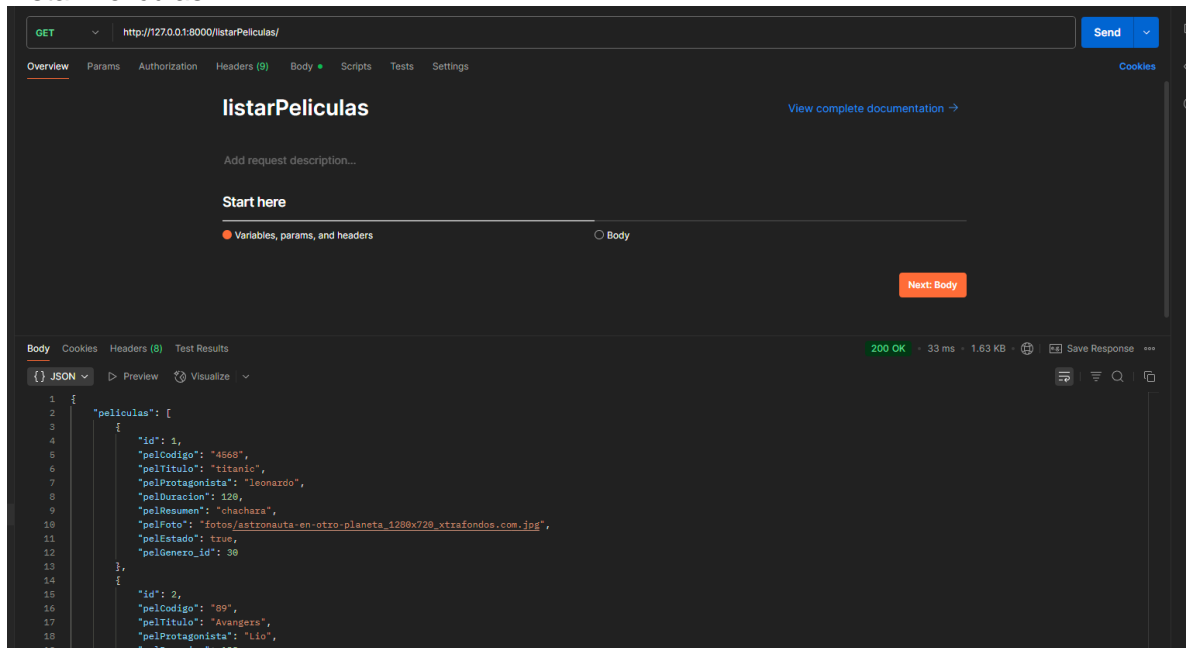 GET http://127.0.0.1:8000/listarPeliculas/ Send
Overview Params Authorization Headers (9) Body Scripts Tests Settings Cookies
listarPeliculas View complete documentation →
Add request description...
Start here
Variables, params, and headers Body
Next: Body
Body Cookies Headers (8) Test Results 200 OK 33 ms 1.63 KB Save Response
{} JSON Preview Visualize
1 {
2 "peliculas": [
3 {
4 "id": 1,
5 "pelCodigo": "4568",
6 "pelTitulo": "titanic",
7 "pelProtagonista": "leonardo",
8 "pelDuracion": 120,
9 "pelResumen": "chachara",
10 "pelFoto": "fotos/astronauta-en-otro-planeta_1280x720_xtrafondos.com.jpg",
11 "pelEstado": true,
12 "pelGenero_id": 30
13 },
14 {
15 "id": 2,
16 "pelCodigo": "89",
17 "pelTitulo": "Avangers",
18 "pelProtagonista": "Lio",